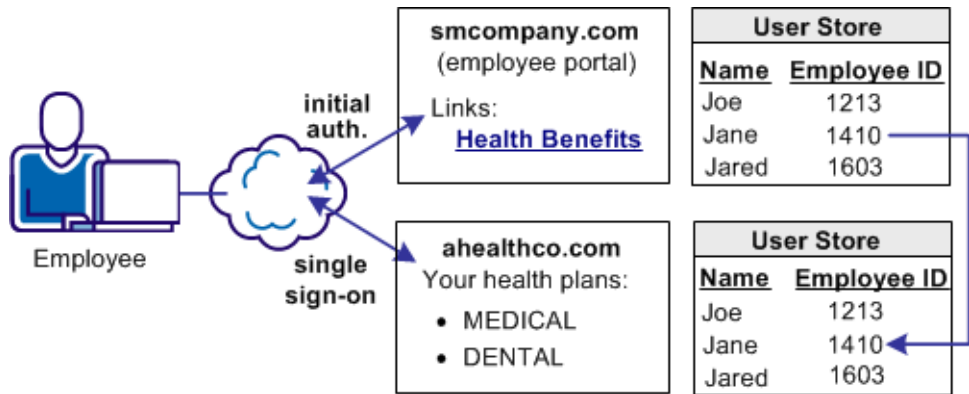 smcompany.com
(employee portal)
Links:
Health Benefits
User Store
Name Employee ID
Joe 1213
Jane 1410
Jared 1603
initial
auth.
Employee
single
sign-on
ahealthco.com
Your health plans:
• MEDICAL
• DENTAL
User Store
Name Employee ID
Joe 1213
Jane 1410
Jared 1603